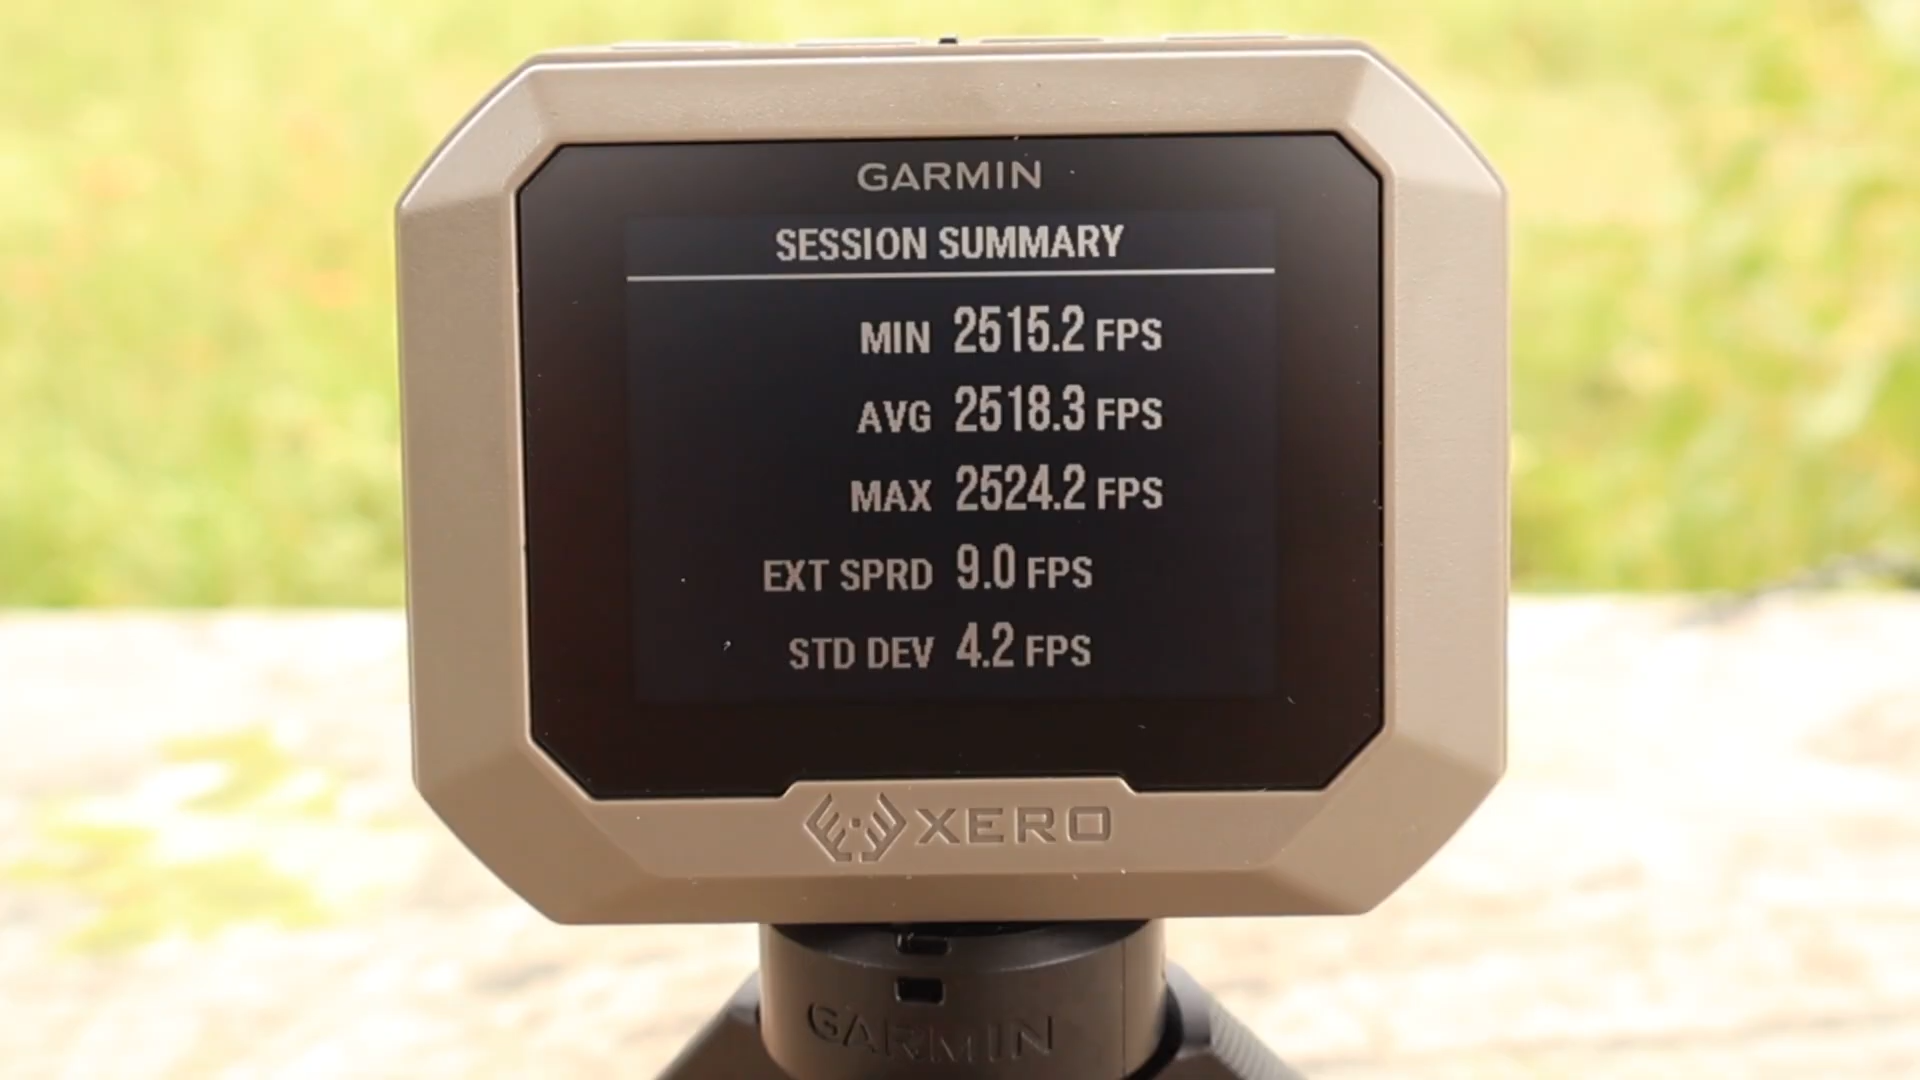 GARMIN
SESSION SUMMARY
MIN 2515.2 FPS
AVG 2518.3 FPS
MAX 2524.2 FPS
EXT SPRD 9.0 FPS
STD DEV 4.2 FPS
XERO
GARMIN